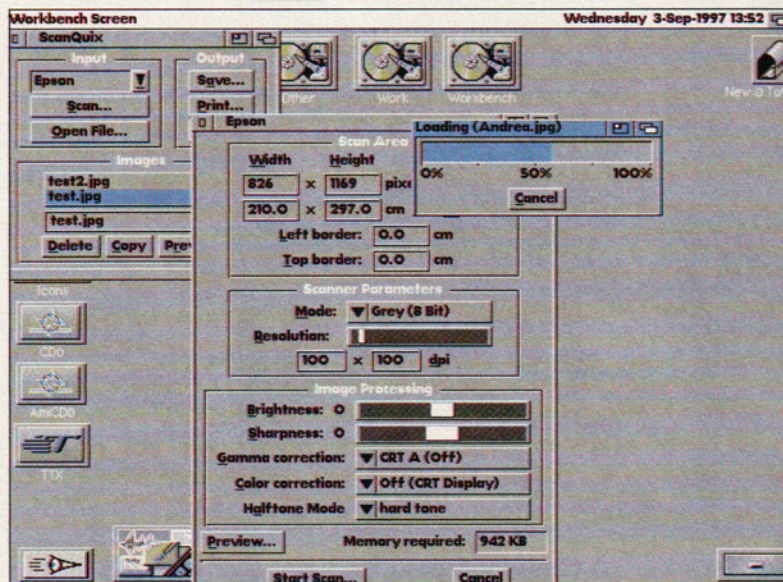 Workbench Screen
Wednesday 3-Sep-1997 13:52
ScanQuix
Input
Output
Epson
Save...
Scan...
Print...
Open File...
Images
test2.jpg
test.jpg
test.jpg
Delete Copy
Other
Work
Workbench
Epson
Scan Area
Width Height
826 × 1169
210.0 × 297.0 cm
Left border: 0.0 cm
Top border: 0.0 cm
Scanner Parameters
Mode: Grey (8 Bit)
Resolution:
100 × 100 dpi
Image Processing
Brightness: 0
Sharpness: 0
Gamma correction: CRT A (Off)
Color correction: Off (CRT Display)
Halftone Mode hard tone
Preview... Memory required: 942 KB
Start Scan... Cancel
Loading (Andrea.jpg)
0% 50% 100%
Cancel
Icons
CD0
AmiCD0
TTX